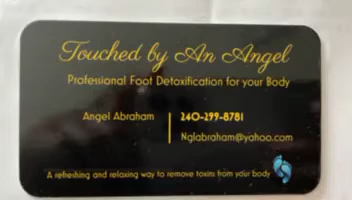 Touched by An Angel
Professional Foot Detoxification for your Body
Angel Abraham
240-299-8781
Nglabraham@yahoo.com
A refreshing and relaxing way to remove toxins from your body